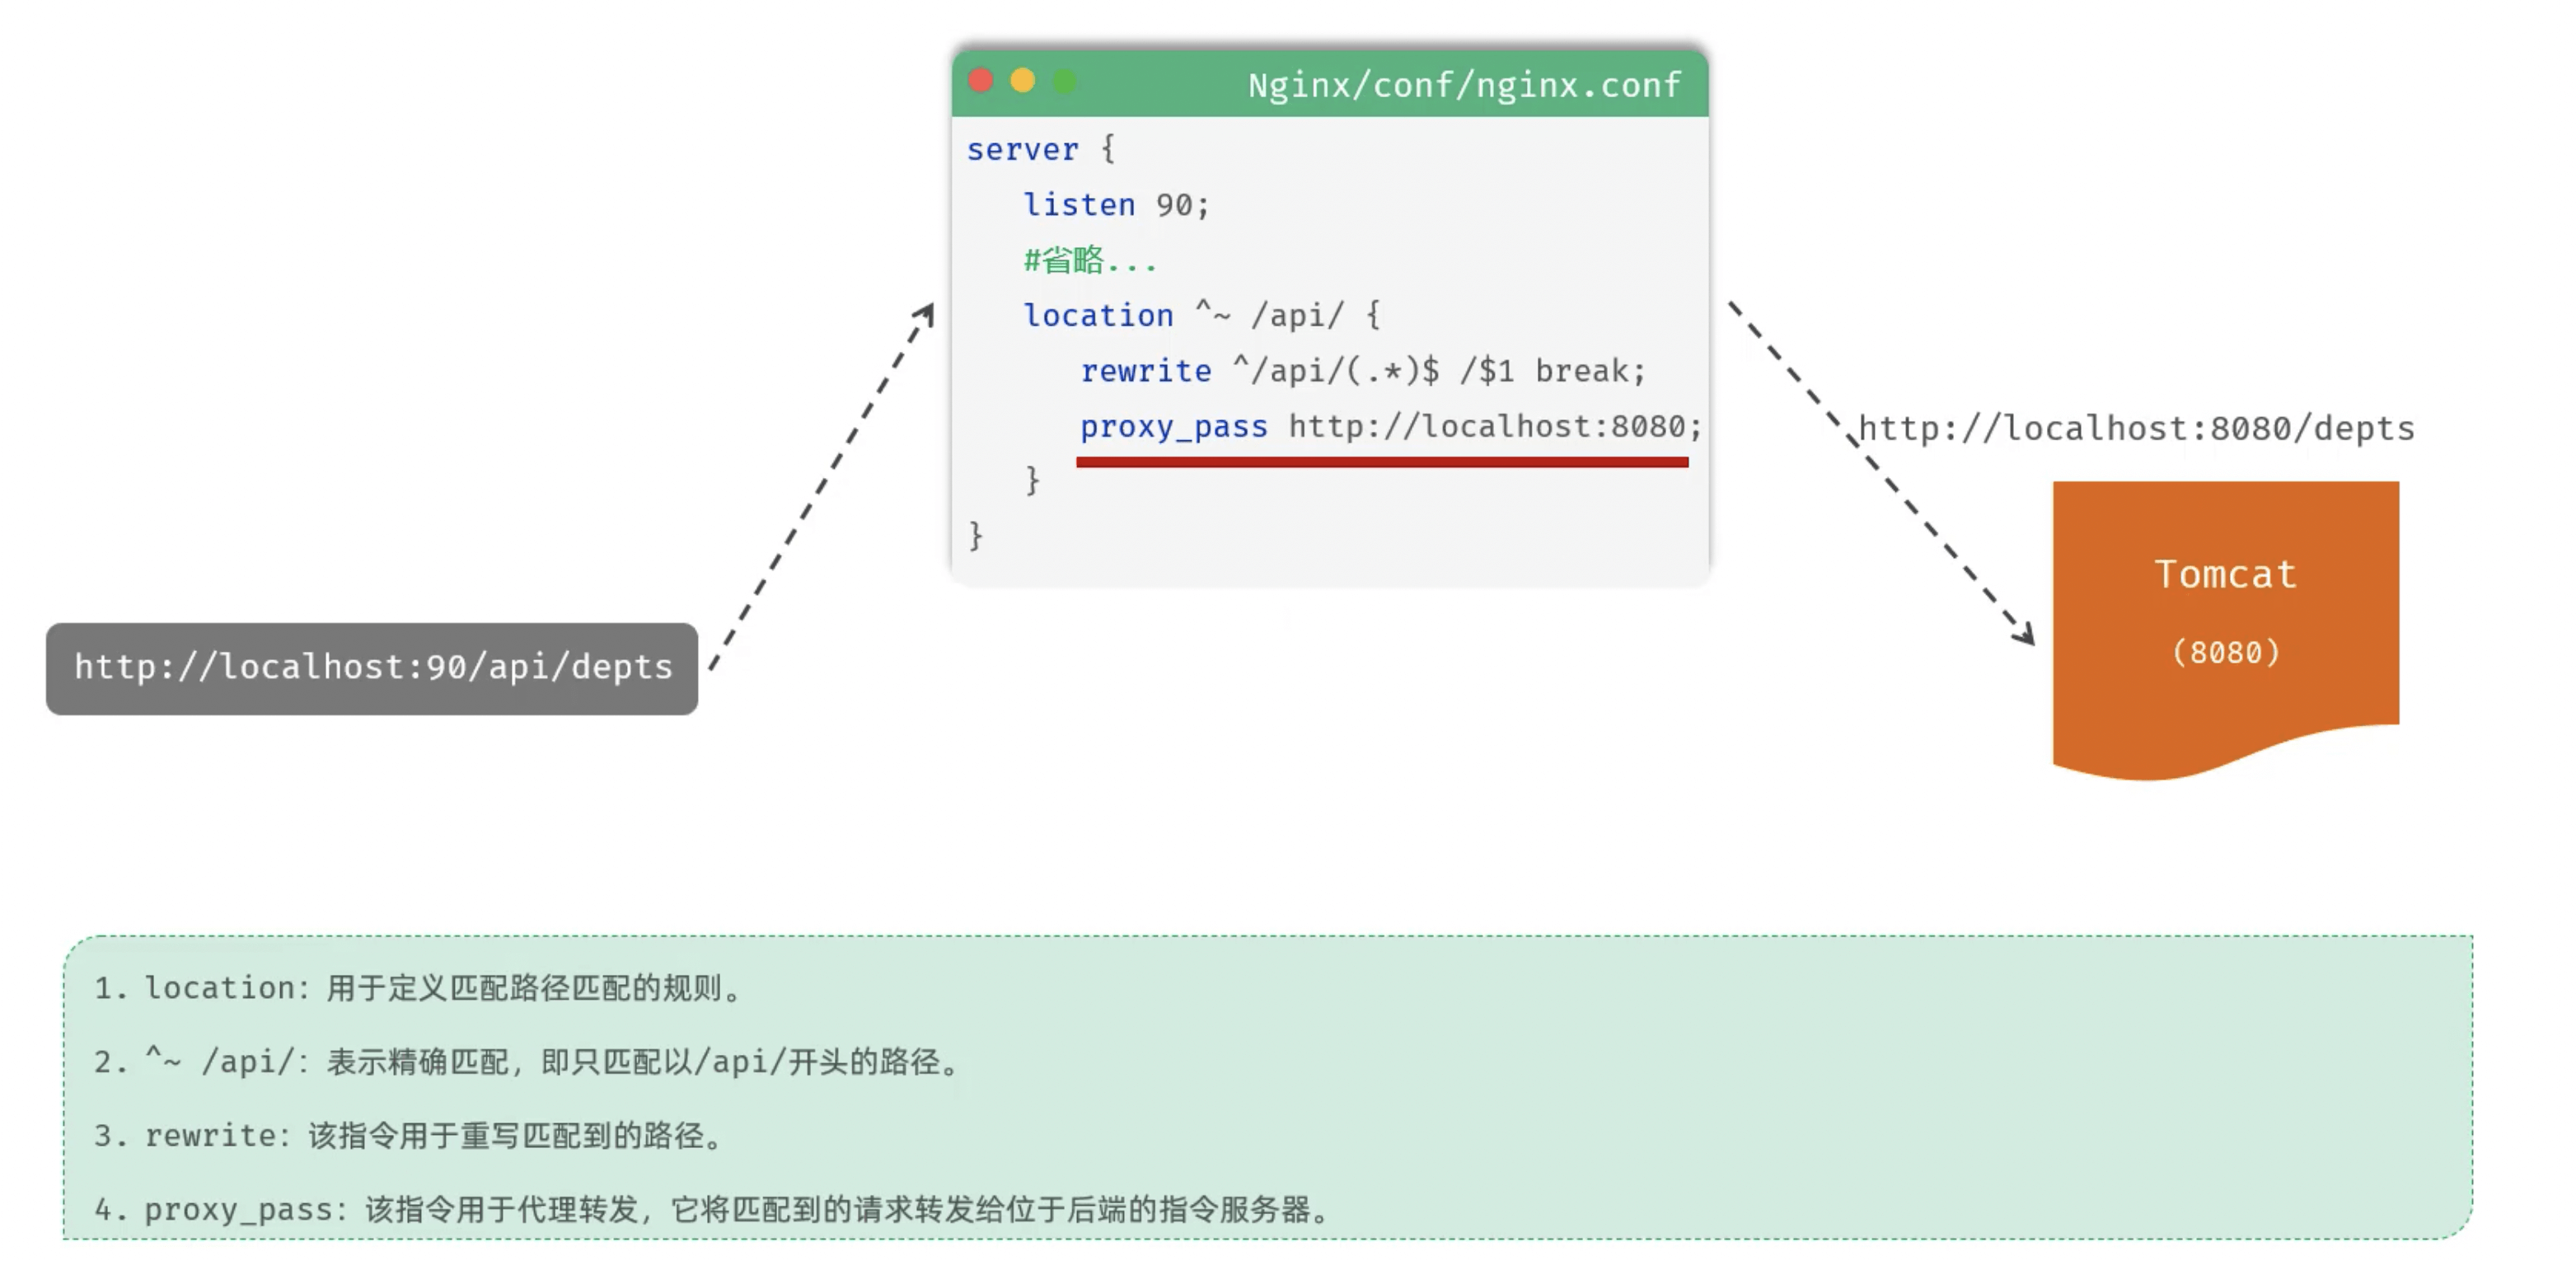 Nginx/conf/nginx.conf
server {
listen 90;
#省略...
location ^~ /api/ {
rewrite ^/api/(.*)$ /$1 break;
proxy_pass http://localhost:8080;
}
}
http://localhost:90/api/depts
http://localhost:8080/depts
Tomcat
(8080)
1. location：用于定义匹配路径匹配的规则。
2. ^~ /api/：表示精确匹配，即只匹配以/api/开头的路径。
3. rewrite：该指令用于重写匹配到的路径。
4. proxy_pass：该指令用于代理转发，它将匹配到的请求转发给位于后端的指令服务器。